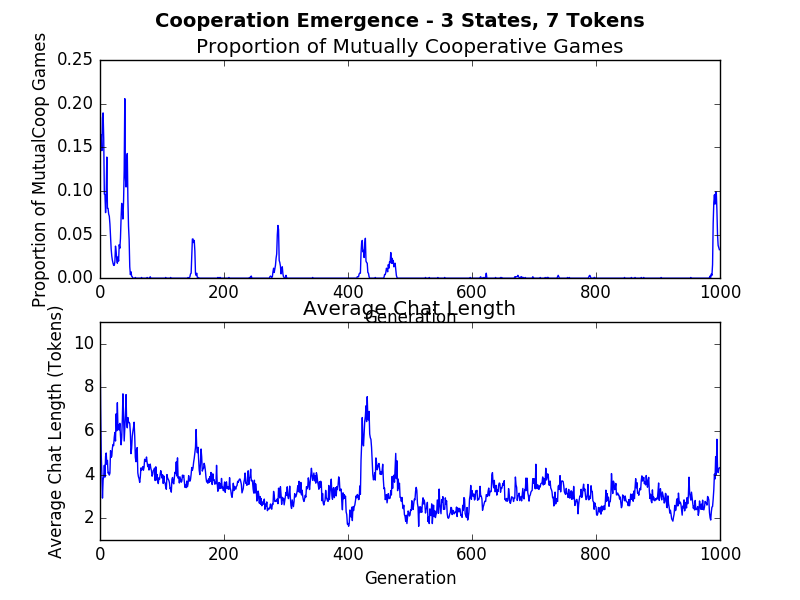 Cooperation Emergence - 3 States, 7 Tokens
Proportion of Mutually Cooperative Games
Proportion of MutualCoop Games
0.25
0.20
0.15
0.10
0.05
0.00
0 200 400 600 800 1000
Generation
Average Chat Length
Average Chat Length (Tokens)
10
8
6
4
2
0 200 400 600 800 1000
Generation